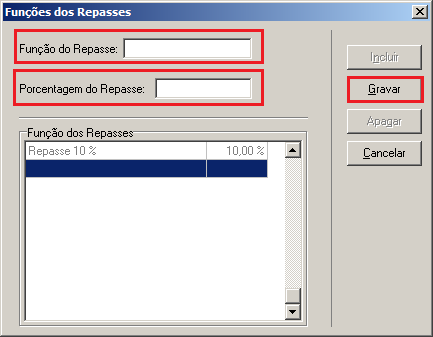 Funções dos Repasses
Função do Repasse:
Incluir
Porcentagem do Repasse:
Gravar
Apagar
Função dos Repasses
Repasse 10 % 10,00 %
Cancelar